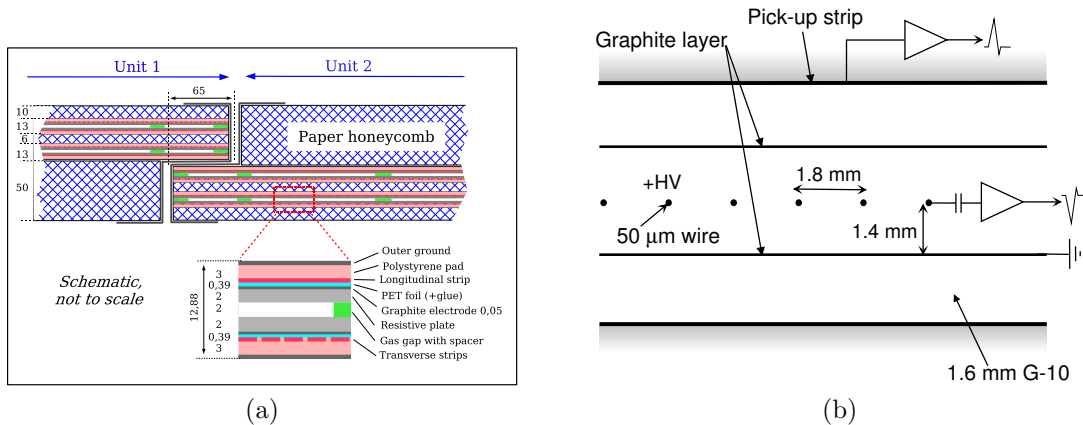 Unit 1
Unit 2
65
10
13
6
13
50
Paper honeycomb
Schematic,
not to scale
12,88
3
0,39
2
2
2
0,39
3
Outer ground
Polystyrene pad
Longitudinal strip
PET foil (+glue)
Graphite electrode 0,05
Resistive plate
Gas gap with spacer
Transverse strips
(a)
Pick-up strip
Graphite layer
+HV
1.8 mm
50 μm wire
1.4 mm
1.6 mm G-10
(b)